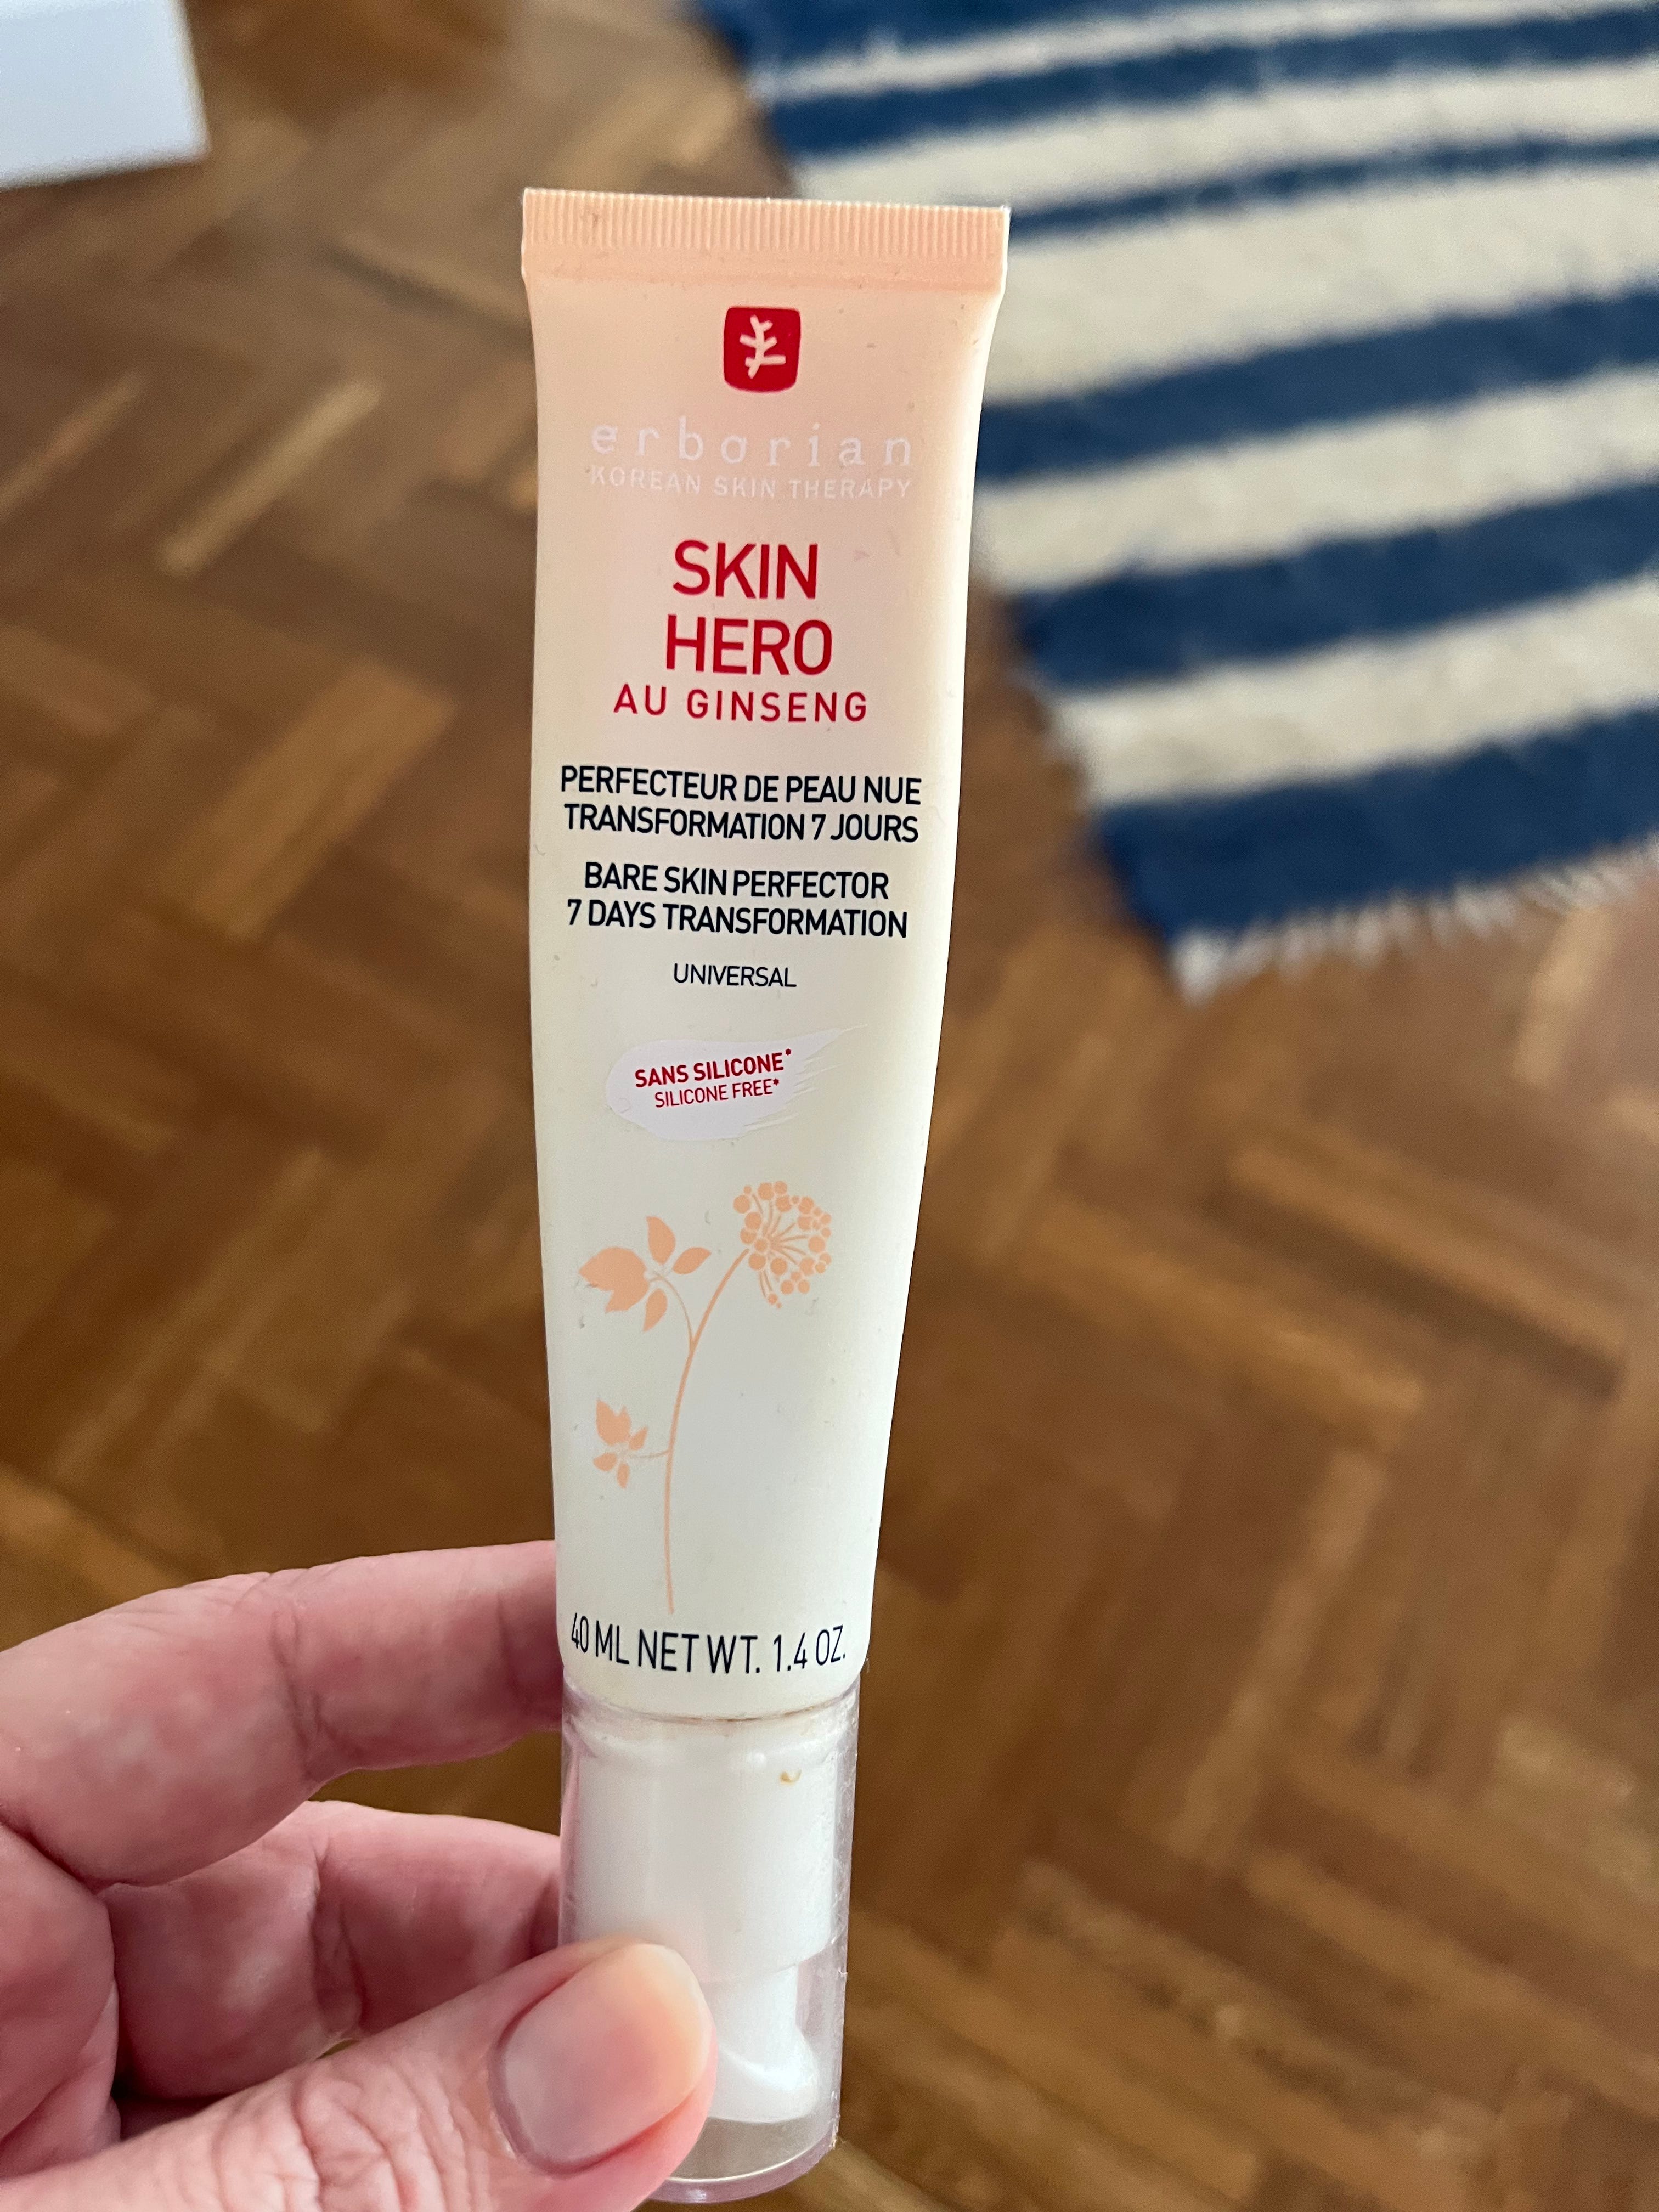 erborian
KOREAN SKIN THERAPY
SKIN
HERO
AU GINSENG
PERFECTEUR DE PEAU NUE
TRANSFORMATION 7 JOURS
BARE SKIN PERFECTOR
7 DAYS TRANSFORMATION
UNIVERSAL
SANS SILICONE*
SILICONE FREE*
40 ML NET WT. 1.4 OZ.